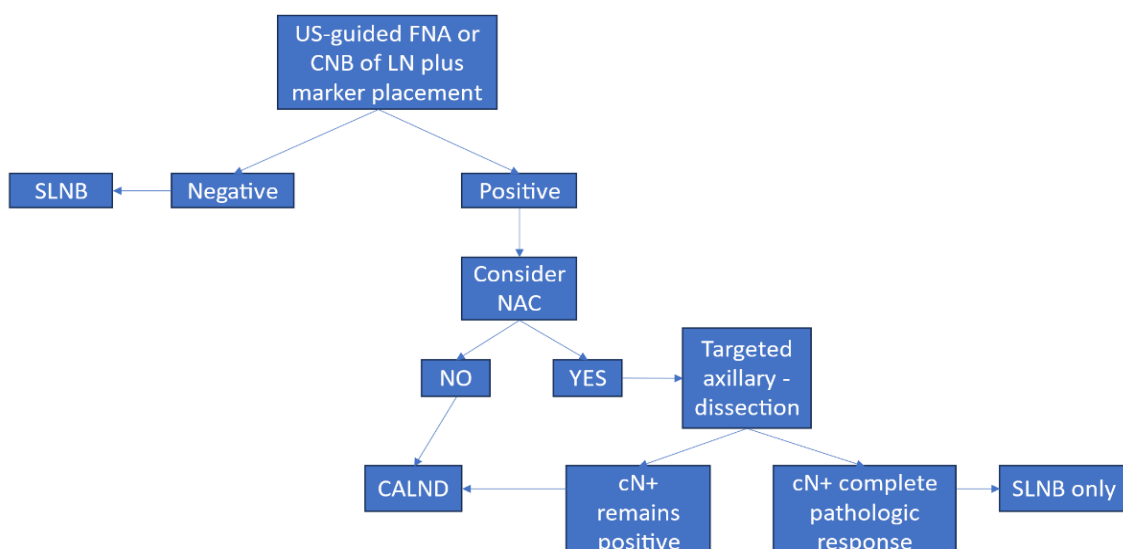 US-guided FNA or
CNB of LN plus
marker placement
SLNB
Negative
Positive
Consider
NAC
NO
YES
Targeted
axillary -
dissection
CALND
cN+
remains
positive
cN+ complete
pathologic
response
SLNB only